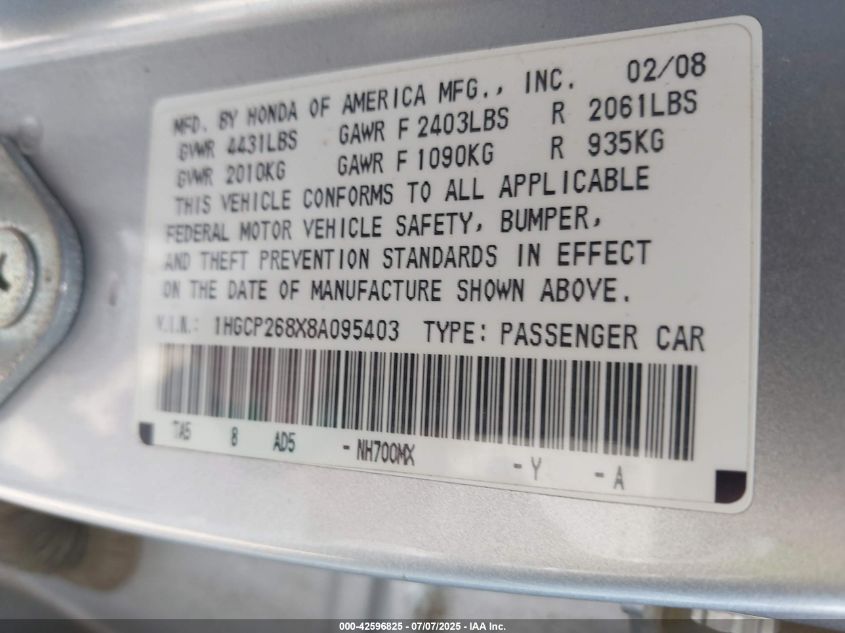 MFD. BY HONDA OF AMERICA MFG., INC. 02/08
GVWR 4431LBS GAWR F 2403LBS R 2061LBS
GVWR 2010KG GAWR F 1090KG R 935KG
THIS VEHICLE CONFORMS TO ALL APPLICABLE
FEDERAL MOTOR VEHICLE SAFETY, BUMPER,
AND THEFT PREVENTION STANDARDS IN EFFECT
ON THE DATE OF MANUFACTURE SHOWN ABOVE.
V.I.N.: 1HGCP268X8A095403 TYPE: PASSENGER CAR
TA5 8 AD5 - NH700MX - Y - A
000-42596825 - 07/07/2025 - IAA Inc.